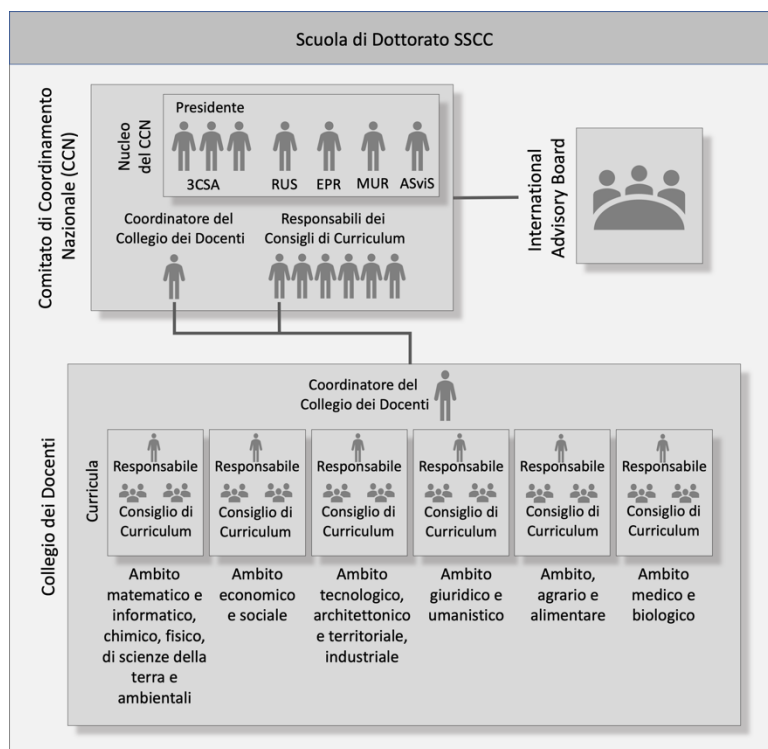 Scuola di Dottorato SSCC
Comitato di Coordinamento
Nazionale (CCN)
Nucleo
del CCN
Presidente
3CSA
RUS
EPR
MUR
ASviS
Coordinatore del
Collegio dei Docenti
Responsabili dei
Consigli di Curriculum
International
Advisory Board
Collegio dei Docenti
Coordinatore del
Collegio dei Docenti
Curricula
Responsabile
Consiglio di
Curriculum
Responsabile
Consiglio di
Curriculum
Responsabile
Consiglio di
Curriculum
Responsabile
Consiglio di
Curriculum
Responsabile
Consiglio di
Curriculum
Responsabile
Consiglio di
Curriculum
Ambito
matematico e
informatico,
chimico, fisico,
di scienze della
terra e
ambientali
Ambito
economico
e sociale
Ambito
tecnologico,
architettonico
e territoriale,
industriale
Ambito
giuridico e
umanistico
Ambito,
agrario e
alimentare
Ambito
medico e
biologico